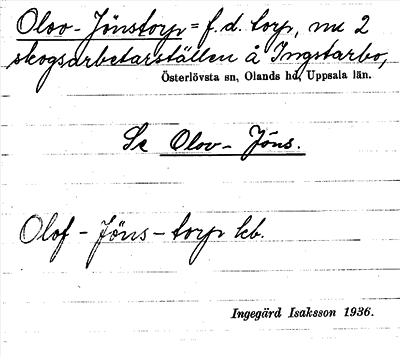 Olov-Jönstorp = f. d. torp, nu 2
skogsarbetarställen å Ingstarbo,
Österlövsta sn, Olands hd, Uppsala län.
Se Olov-Jöns.
Olof-Jöns-torp kb.
Ingegärd Isaksson 1936.